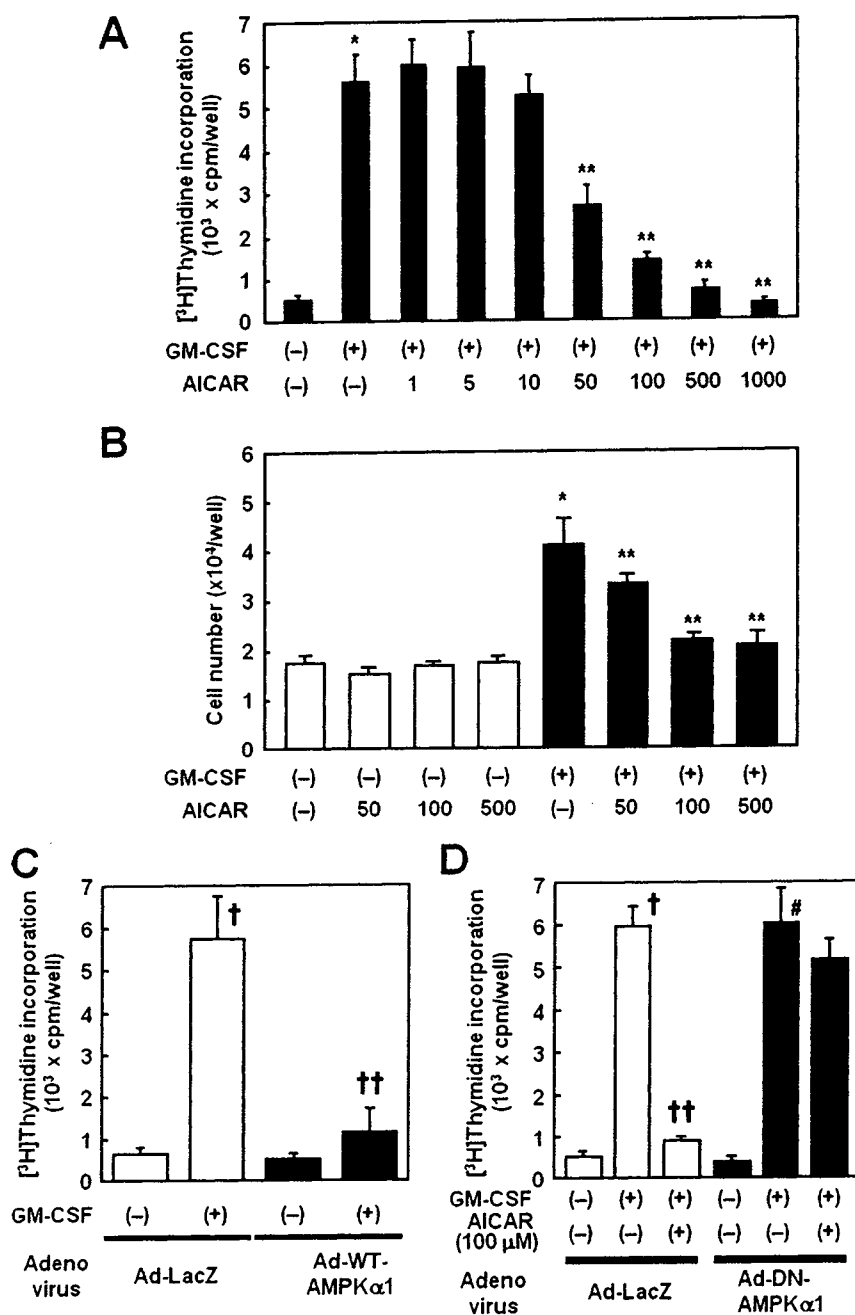 A
[³H]Thymidine incorporation
(10³ x cpm/well)
7
6
5
4
3
2
1
0
*
**
**
**
**
GM-CSF (–) (+) (+) (+) (+) (+) (+) (+) (+)
AICAR (–) (–) 1 5 10 50 100 500 1000
B
Cell number (x10⁴/well)
6
5
4
3
2
1
0
*
**
**
**
GM-CSF (–) (–) (–) (–) (+) (+) (+) (+)
AICAR (–) 50 100 500 (–) 50 100 500
C
[³H]Thymidine incorporation
(10³ x cpm/well)
7
6
5
4
3
2
1
0
†
††
GM-CSF (–) (+) (–) (+)
Adeno
virus
Ad-LacZ
Ad-WT-
AMPKα1
D
[³H]Thymidine incorporation
(10³ x cpm/well)
7
6
5
4
3
2
1
0
†
††
#
GM-CSF (–) (+) (+) (–) (+) (+)
AICAR (–) (–) (+) (–) (–) (+)
(100 µM)
Adeno
virus
Ad-LacZ
Ad-DN-
AMPKα1